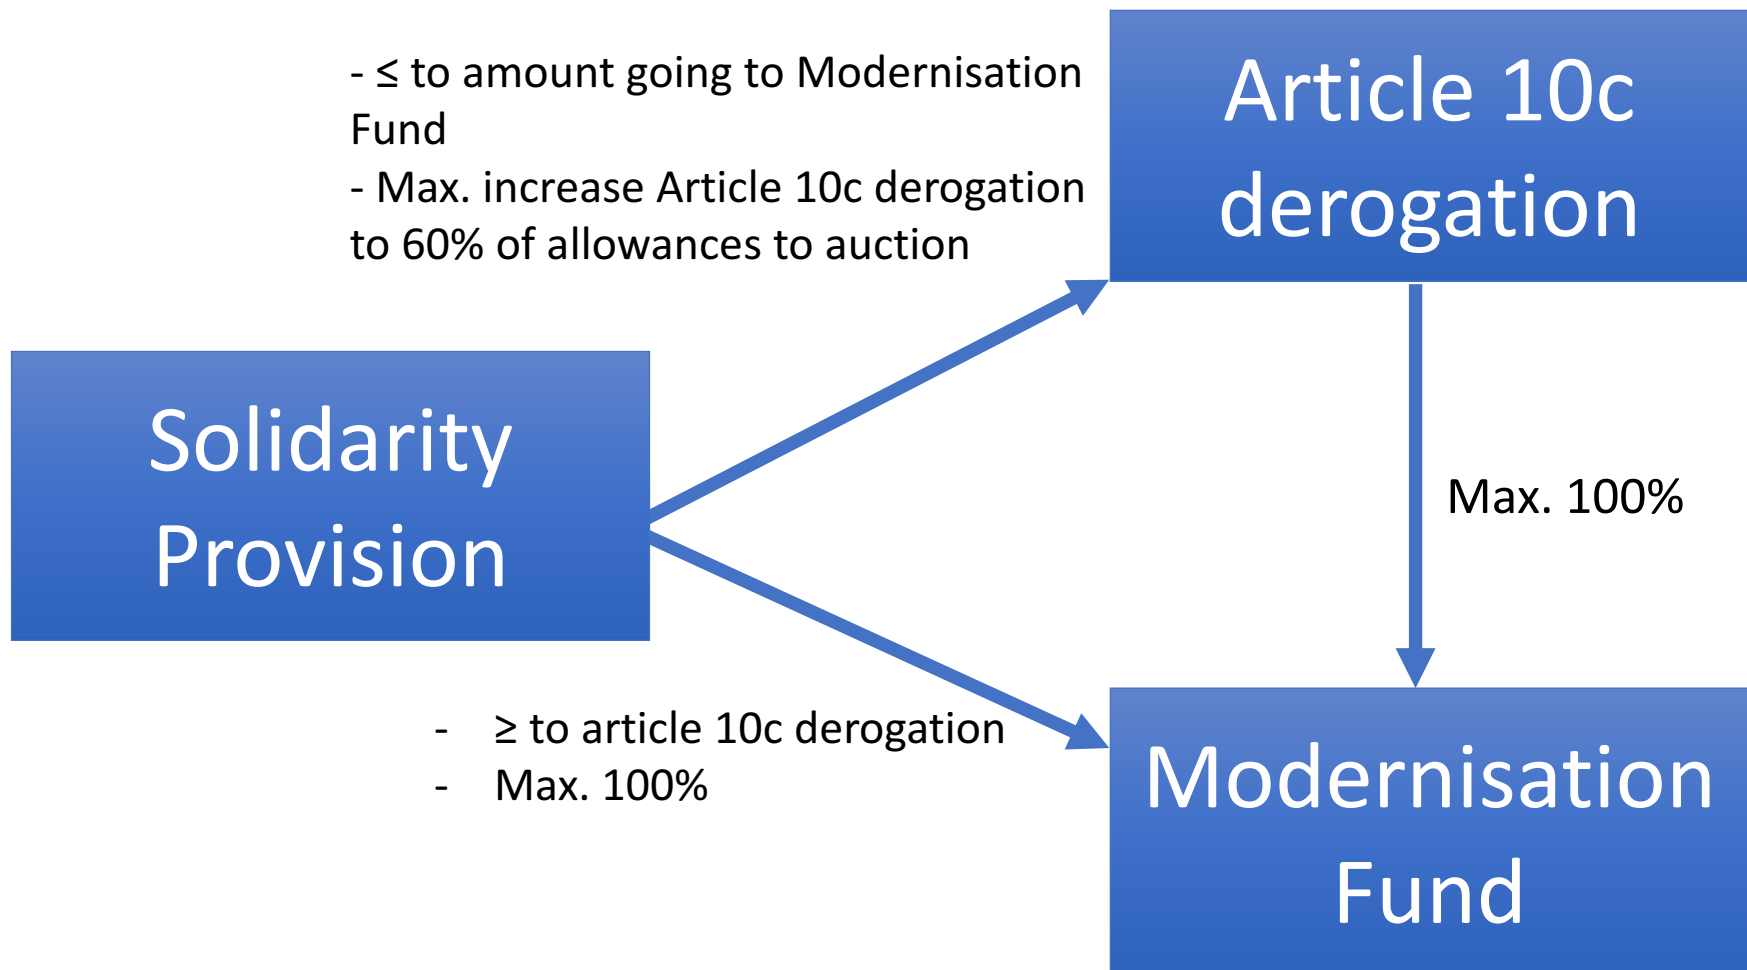 - ≤ to amount going to Modernisation
Fund
- Max. increase Article 10c derogation
to 60% of allowances to auction
Article 10c
derogation
Solidarity
Provision
Max. 100%
- ≥ to article 10c derogation
- Max. 100%
Modernisation
Fund